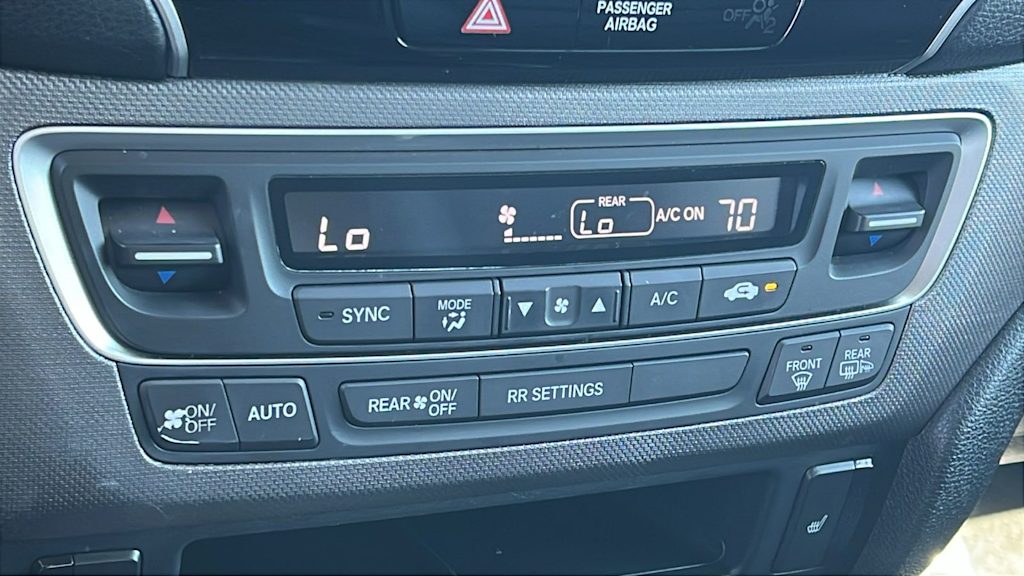 PASSENGER
AIRBAG
OFF
Lo
REAR
Lo
A/C ON
70
SYNC
MODE
A/C
ON/
OFF
AUTO
REAR ON/
OFF
RR SETTINGS
FRONT
REAR